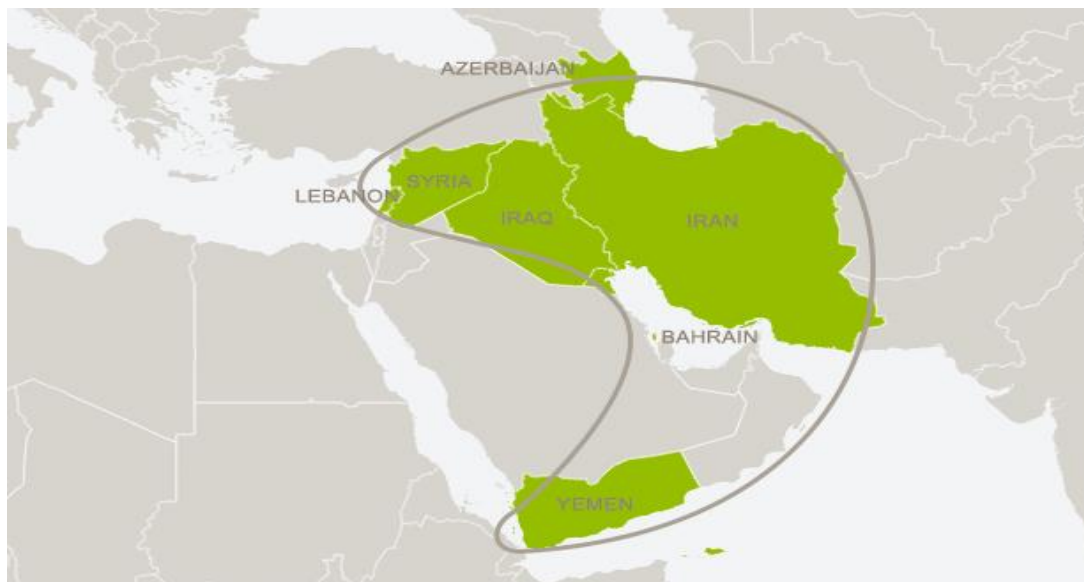 AZERBAIJAN
SYRIA
LEBANON
IRAQ
IRAN
BAHRAIN
YEMEN